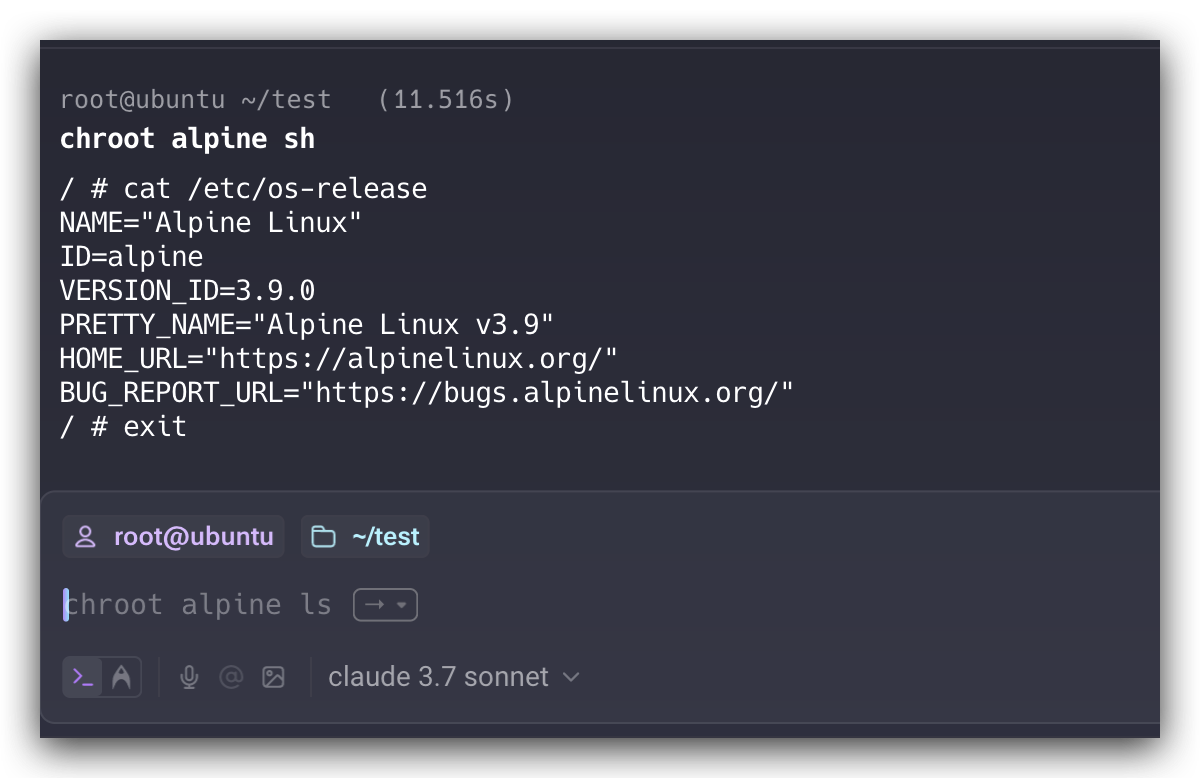 root@ubuntu ~/test (11.516s)
chroot alpine sh
/ # cat /etc/os-release
NAME="Alpine Linux"
ID=alpine
VERSION_ID=3.9.0
PRETTY_NAME="Alpine Linux v3.9"
HOME_URL="https://alpinelinux.org/"
BUG_REPORT_URL="https://bugs.alpinelinux.org/"
/ # exit
root@ubuntu ~/test
chroot alpine ls
claude 3.7 sonnet